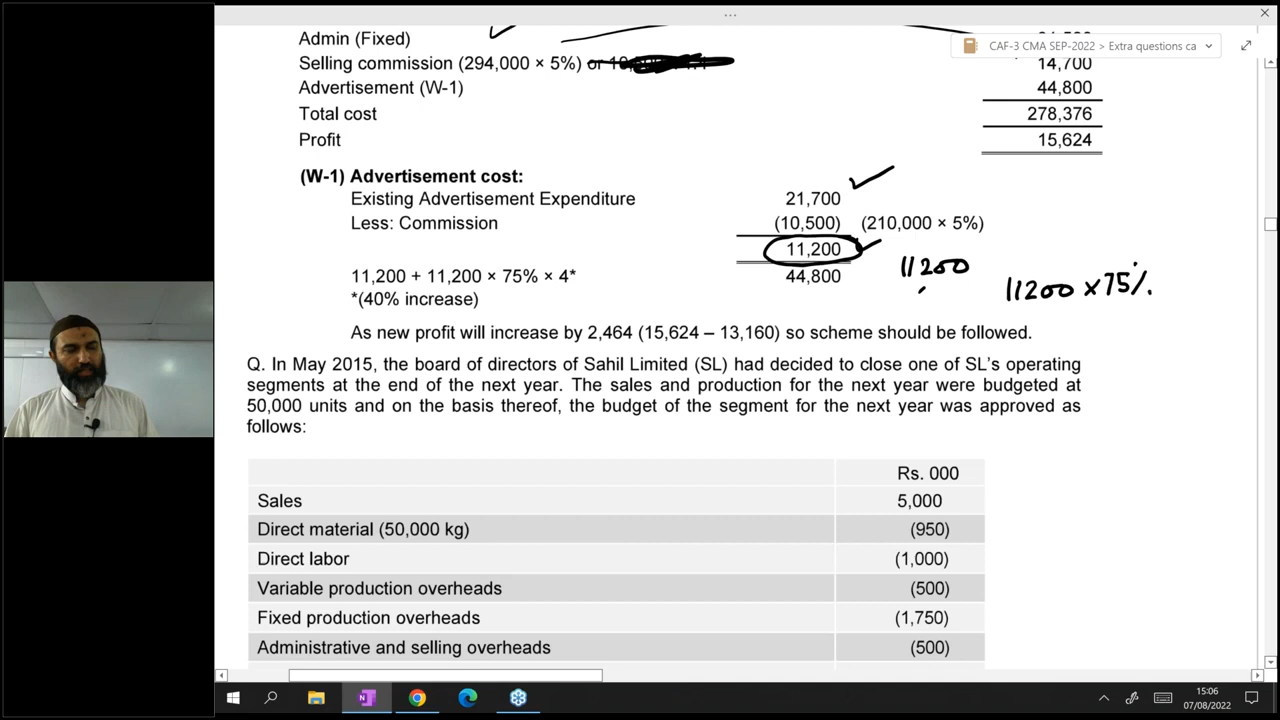 CAF-3 CMA SEP-2022 > Extra questions ca
Admin (Fixed)
Selling commission (294,000 × 5%) or 14,700
Advertisement (W-1) 44,800
Total cost 278,376
Profit 15,624
(W-1) Advertisement cost:
Existing Advertisement Expenditure 21,700
Less: Commission (10,500) (210,000 × 5%)
11,200
11,200 + 11,200 × 75% × 4* 44,800
11200
11200 × 75%.
*(40% increase)
As new profit will increase by 2,464 (15,624 – 13,160) so scheme should be followed.
Q. In May 2015, the board of directors of Sahil Limited (SL) had decided to close one of SL's operating
segments at the end of the next year. The sales and production for the next year were budgeted at
50,000 units and on the basis thereof, the budget of the segment for the next year was approved as
follows:
Rs. 000
Sales 5,000
Direct material (50,000 kg) (950)
Direct labor (1,000)
Variable production overheads (500)
Fixed production overheads (1,750)
Administrative and selling overheads (500)
15:06
07/08/2022